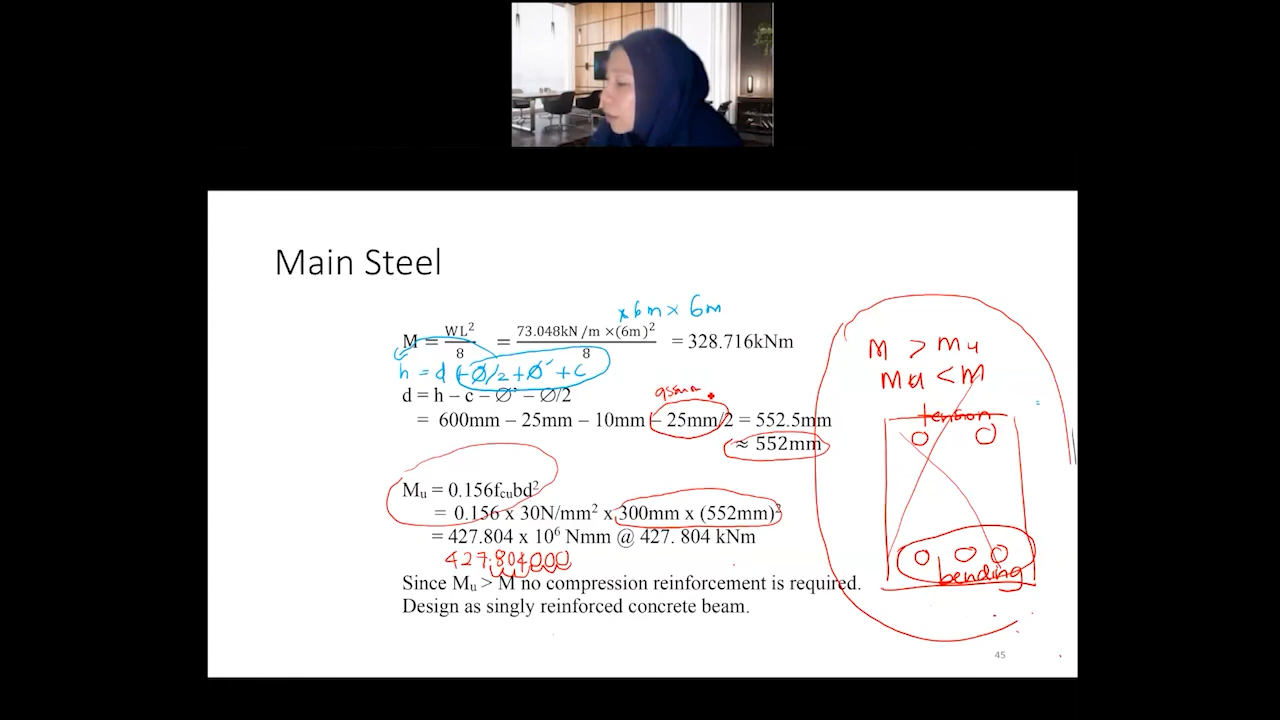 Main Steel
x 6m x 6m
M = WL²/8 = 73.048kN /m ×(6m)²/8 = 328.716kNm
h = d + Ø/2 + Ø' + c
d = h – c – Ø' – Ø/2
= 600mm – 25mm – 10mm – 25mm/2 = 552.5mm
≈ 552mm
Mᵤ = 0.156f꜀ᵤbd²
= 0.156 x 30N/mm² x 300mm x (552mm)²
= 427.804 x 10⁶ Nmm @ 427. 804 kNm
427,804,000
Since Mᵤ > M no compression reinforcement is required.
Design as singly reinforced concrete beam.
M > Mu
Mu < M
tension
bending
45